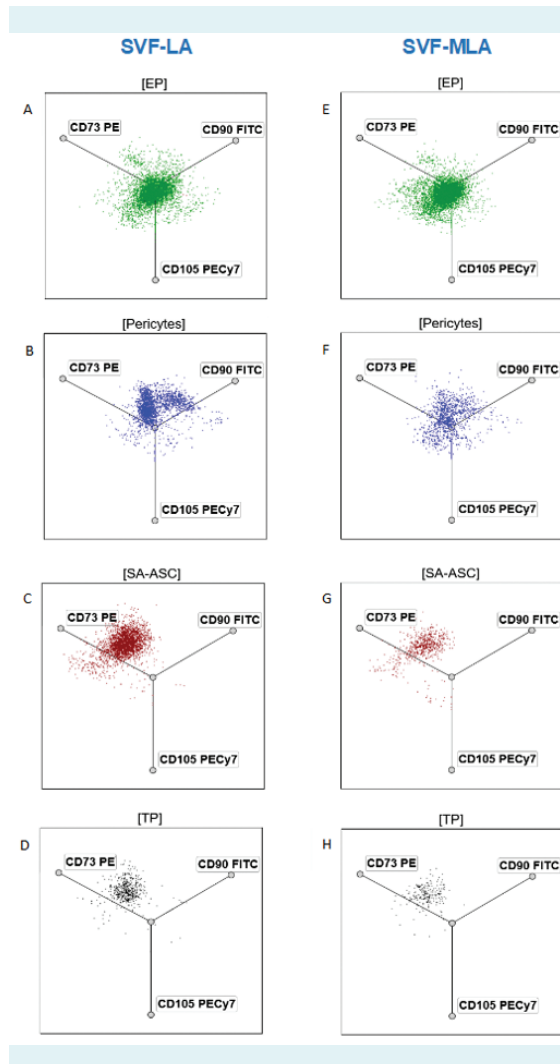 SVF-LA SVF-MLA
[EP] [EP]
A E
CD73 PE CD90 FITC CD73 PE CD90 FITC
CD105 PECy7 CD105 PECy7
[Pericytes] [Pericytes]
B F
CD73 PE CD90 FITC CD73 PE CD90 FITC
CD105 PECy7 CD105 PECy7
[SA-ASC] [SA-ASC]
C G
CD73 PE CD90 FITC CD73 PE CD90 FITC
CD105 PECy7 CD105 PECy7
[TP] [TP]
D H
CD73 PE CD90 FITC CD73 PE CD90 FITC
CD105 PECy7 CD105 PECy7